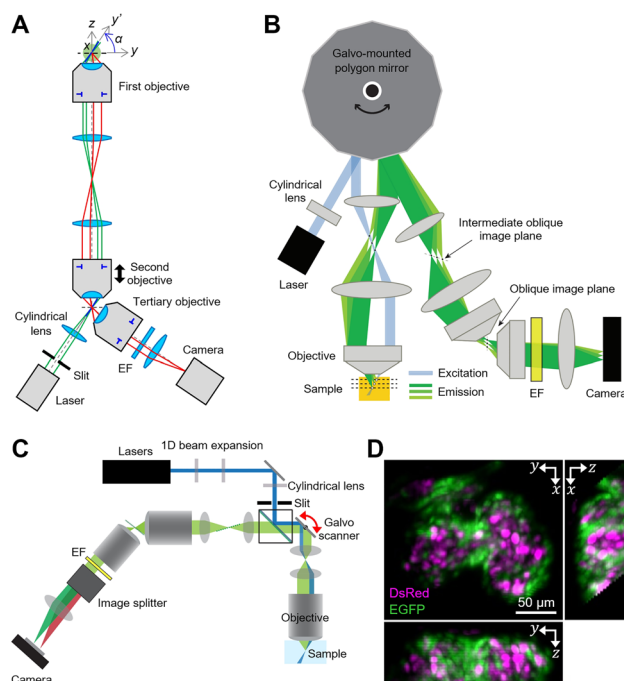 A
z
y'
α
x
y
First objective
Second
objective
Cylindrical
lens
Tertiary objective
Slit
EF
Camera
Laser
B
Galvo-mounted
polygon mirror
Cylindrical
lens
Laser
Intermediate oblique
image plane
Oblique image plane
Objective
Sample
Excitation
Emission
EF
Camera
C
Lasers
1D beam expansion
Cylindrical lens
Slit
Galvo
scanner
EF
Image splitter
Objective
Sample
Camera
D
y
x
z
x
DsRed
EGFP
50 μm
y
z